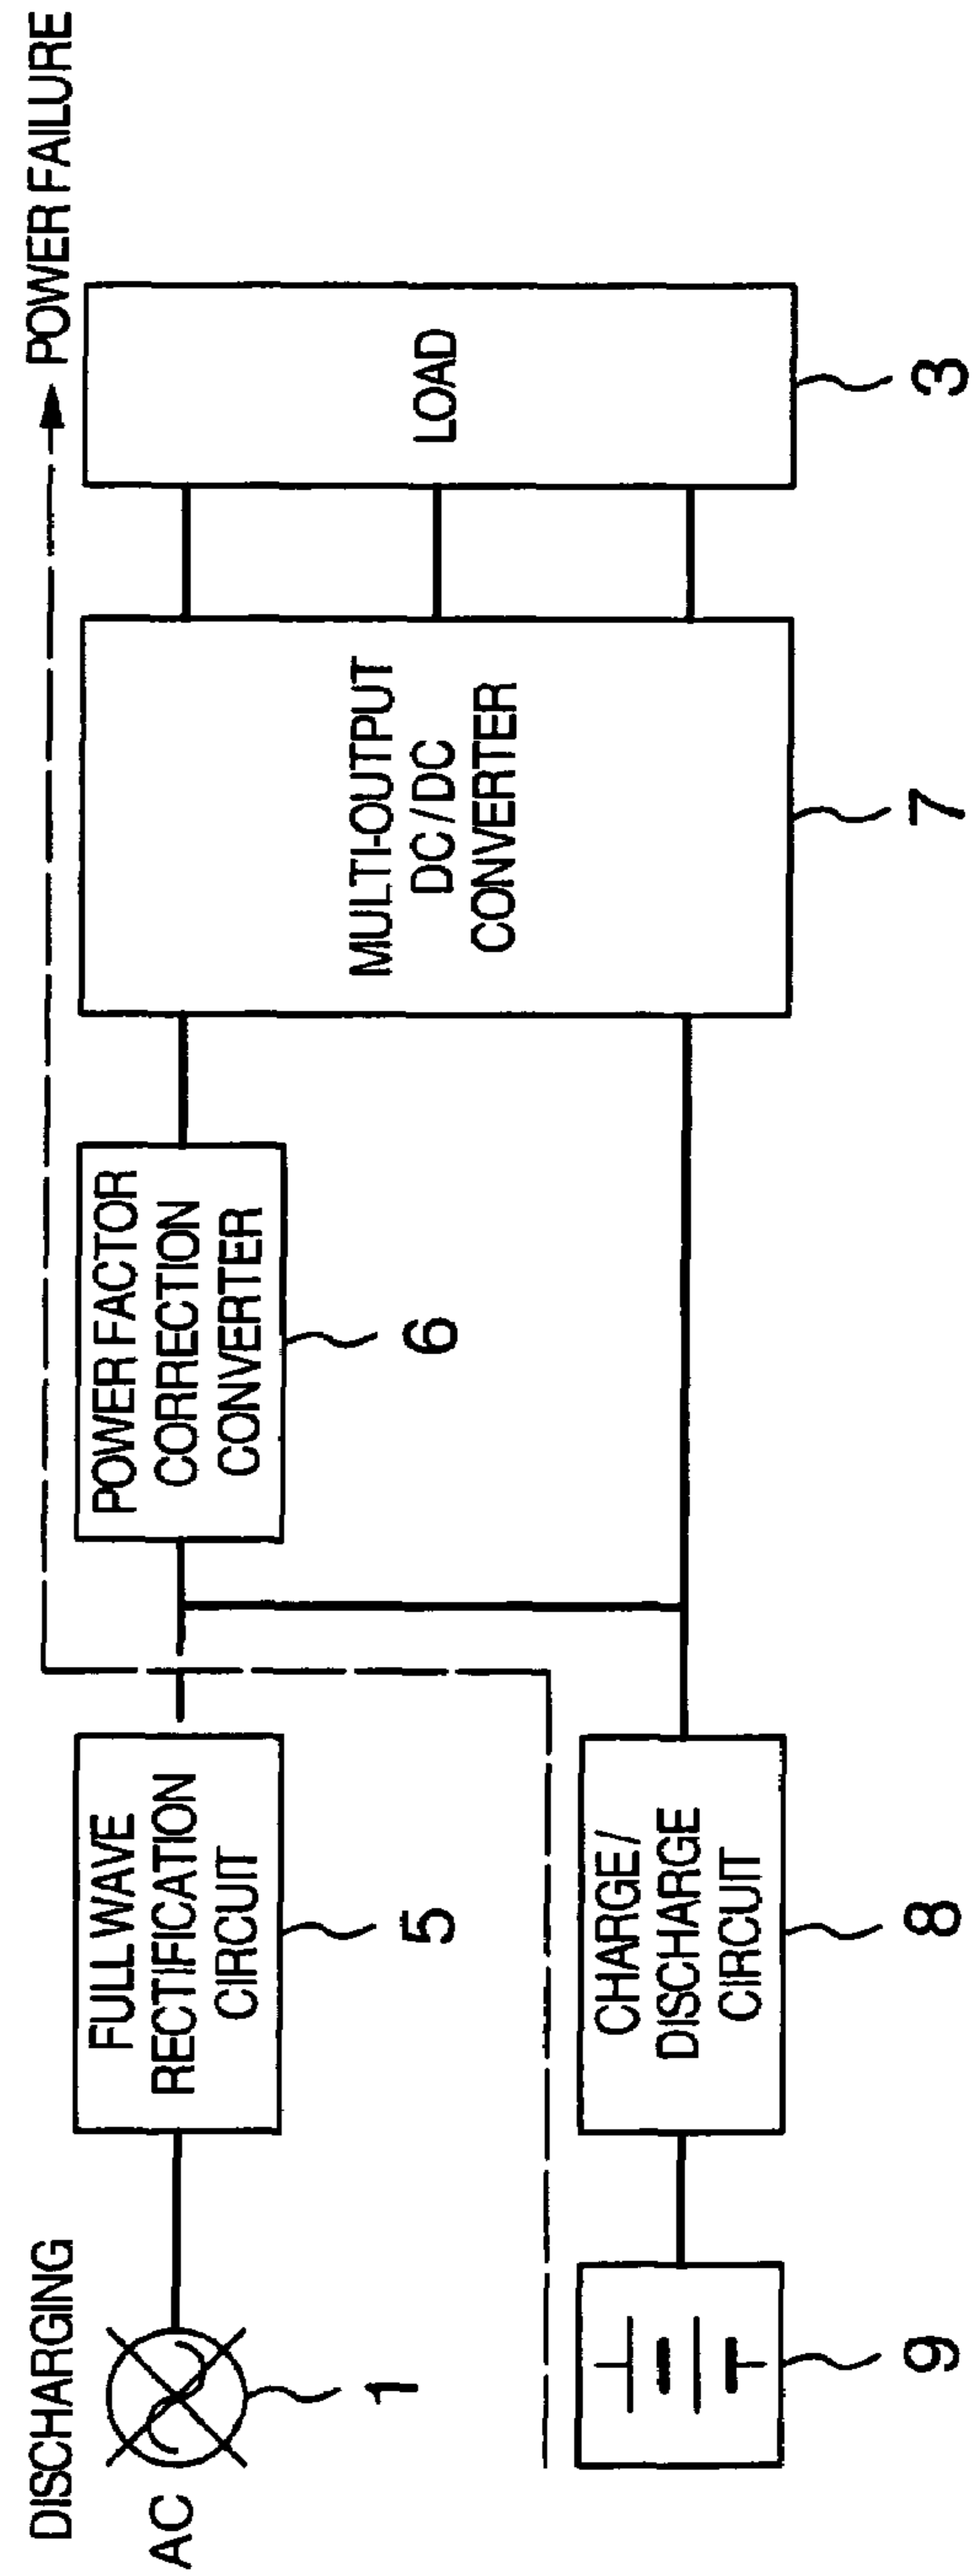 DISCHARGING
POWER FAILURE
AC
1
FULL WAVE
RECTIFICATION
CIRCUIT
5
POWER FACTOR
CORRECTION
CONVERTER
6
MULTI-OUTPUT
DC/DC
CONVERTER
7
LOAD
3
9
CHARGE/
DISCHARGE
CIRCUIT
8